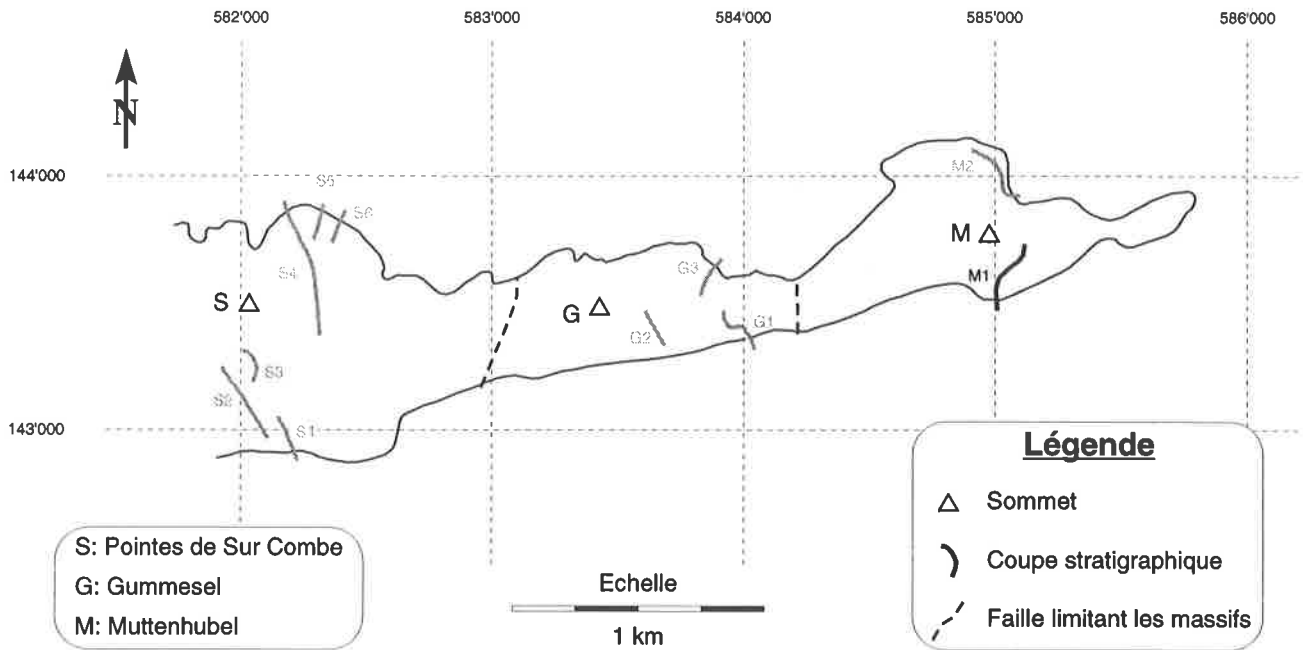 582'000 583'000 584'000 585'000 586'000
N
144'000
M2
S5
S6
M
S4
G3
M1
S
G
G1
G2
S3
S2
143'000
S1
Légende
Sommet
S: Pointes de Sur Combe
Coupe stratigraphique
G: Gummesel
Echelle
M: Muttenhubel
Faille limitant les massifs
1 km